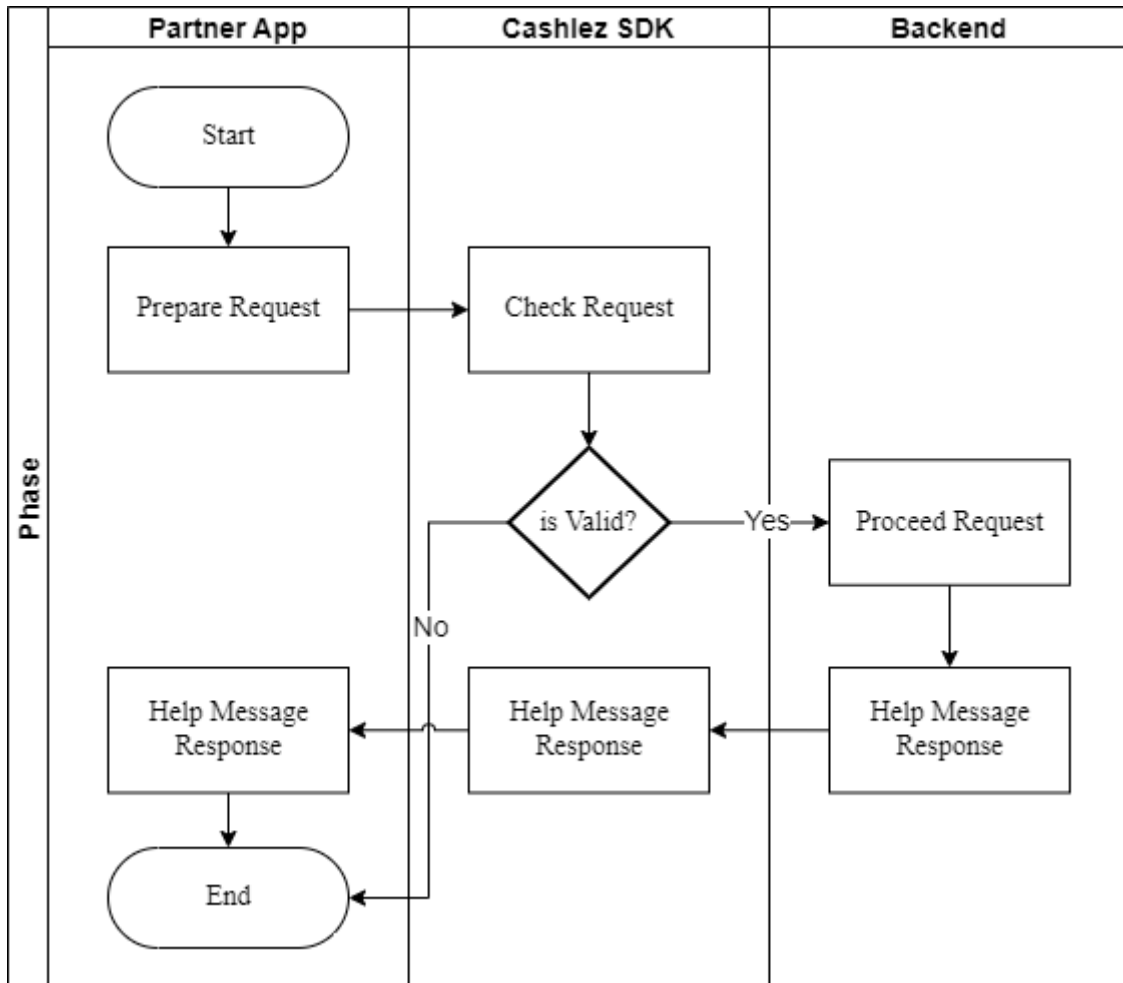 Partner App
Cashlez SDK
Backend
Phase
Start
Prepare Request
Check Request
is Valid?
Yes
Proceed Request
No
Help Message
Response
Help Message
Response
Help Message
Response
End